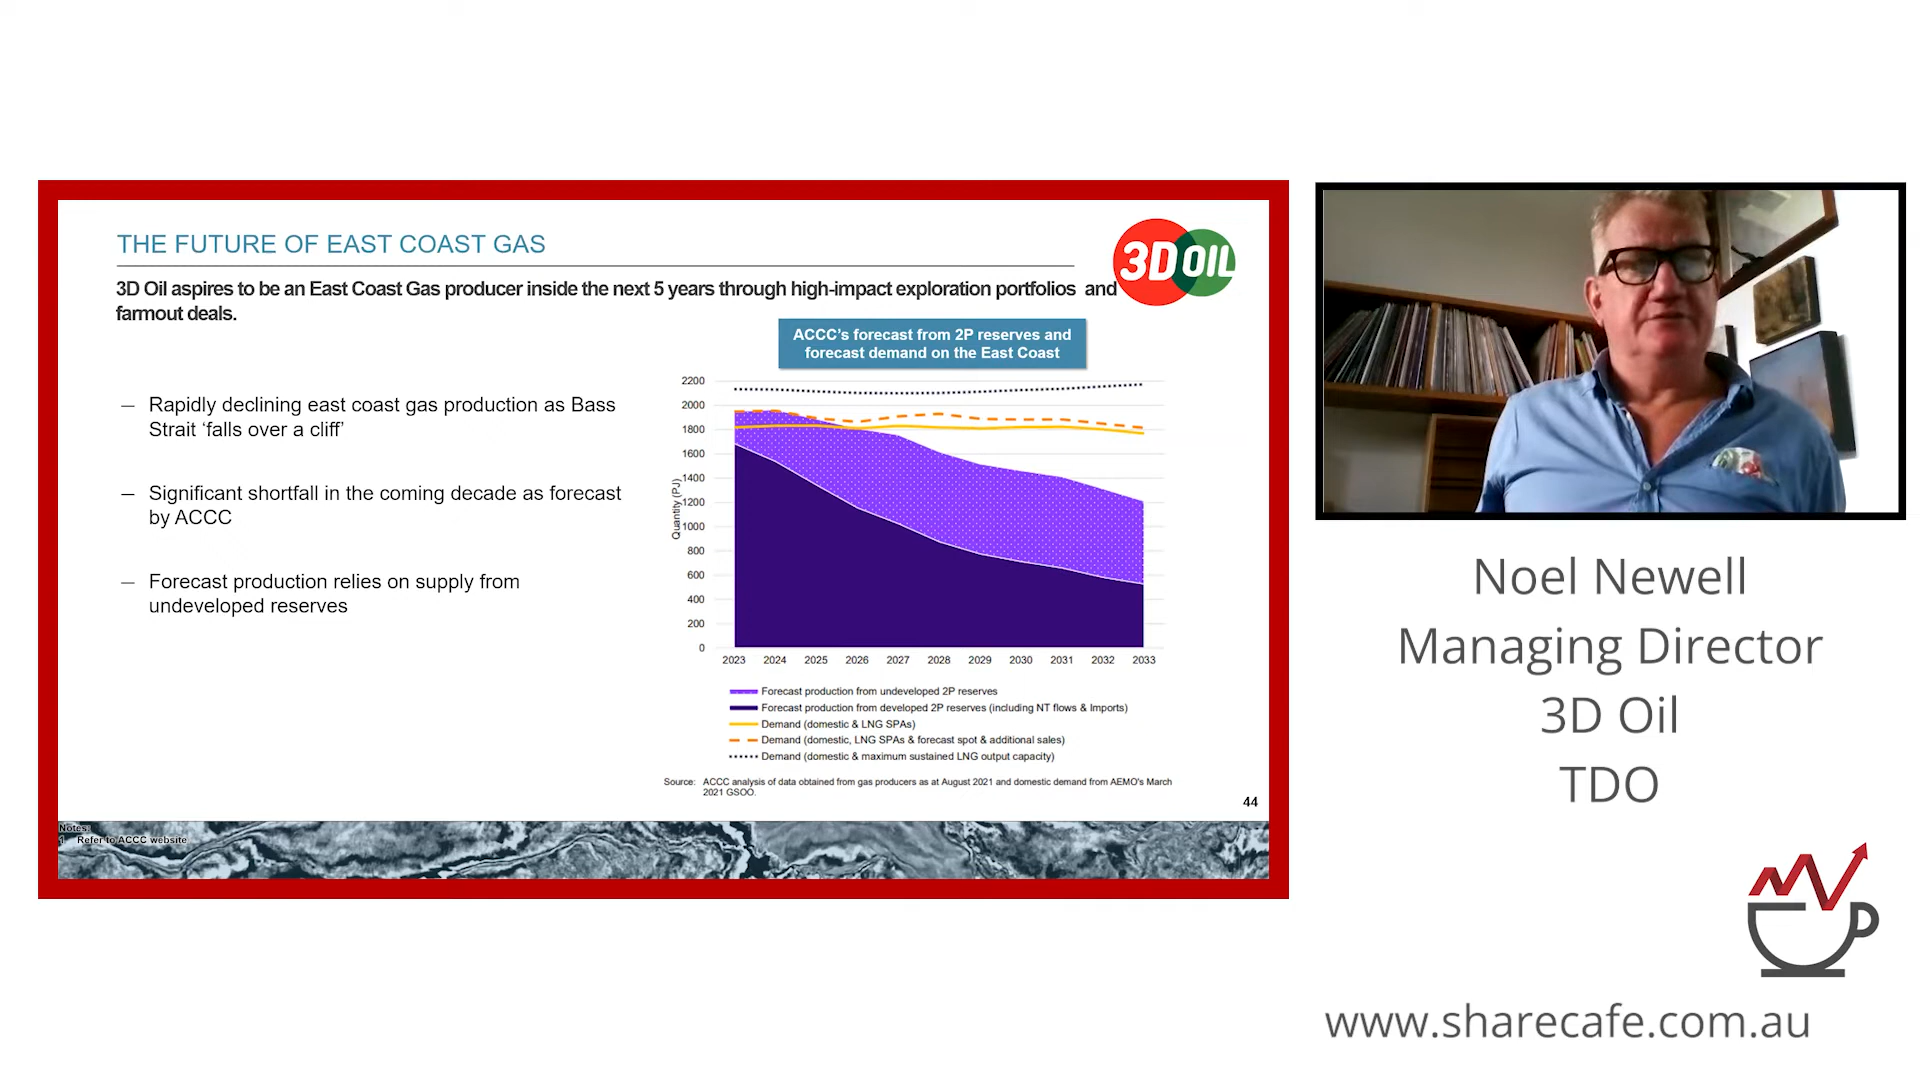 THE FUTURE OF EAST COAST GAS
3D OIL
3D Oil aspires to be an East Coast Gas producer inside the next 5 years through high-impact exploration portfolios and
farmout deals.
— Rapidly declining east coast gas production as Bass
Strait ‘falls over a cliff’
— Significant shortfall in the coming decade as forecast
by ACCC
— Forecast production relies on supply from
undeveloped reserves
ACCC's forecast from 2P reserves and
forecast demand on the East Coast
Quantity (PJ)
2200
2000
1800
1600
1400
1200
1000
800
600
400
200
0
2023 2024 2025 2026 2027 2028 2029 2030 2031 2032 2033
Forecast production from undeveloped 2P reserves
Forecast production from developed 2P reserves (including NT flows & Imports)
Demand (domestic & LNG SPAs)
Demand (domestic, LNG SPAs & forecast spot & additional sales)
Demand (domestic & maximum sustained LNG output capacity)
Source: ACCC analysis of data obtained from gas producers as at August 2021 and domestic demand from AEMO's March
2021 GSOO.
44
Notes:
1. Refer to ACCC website
Noel Newell
Managing Director
3D Oil
TDO
www.sharecafe.com.au